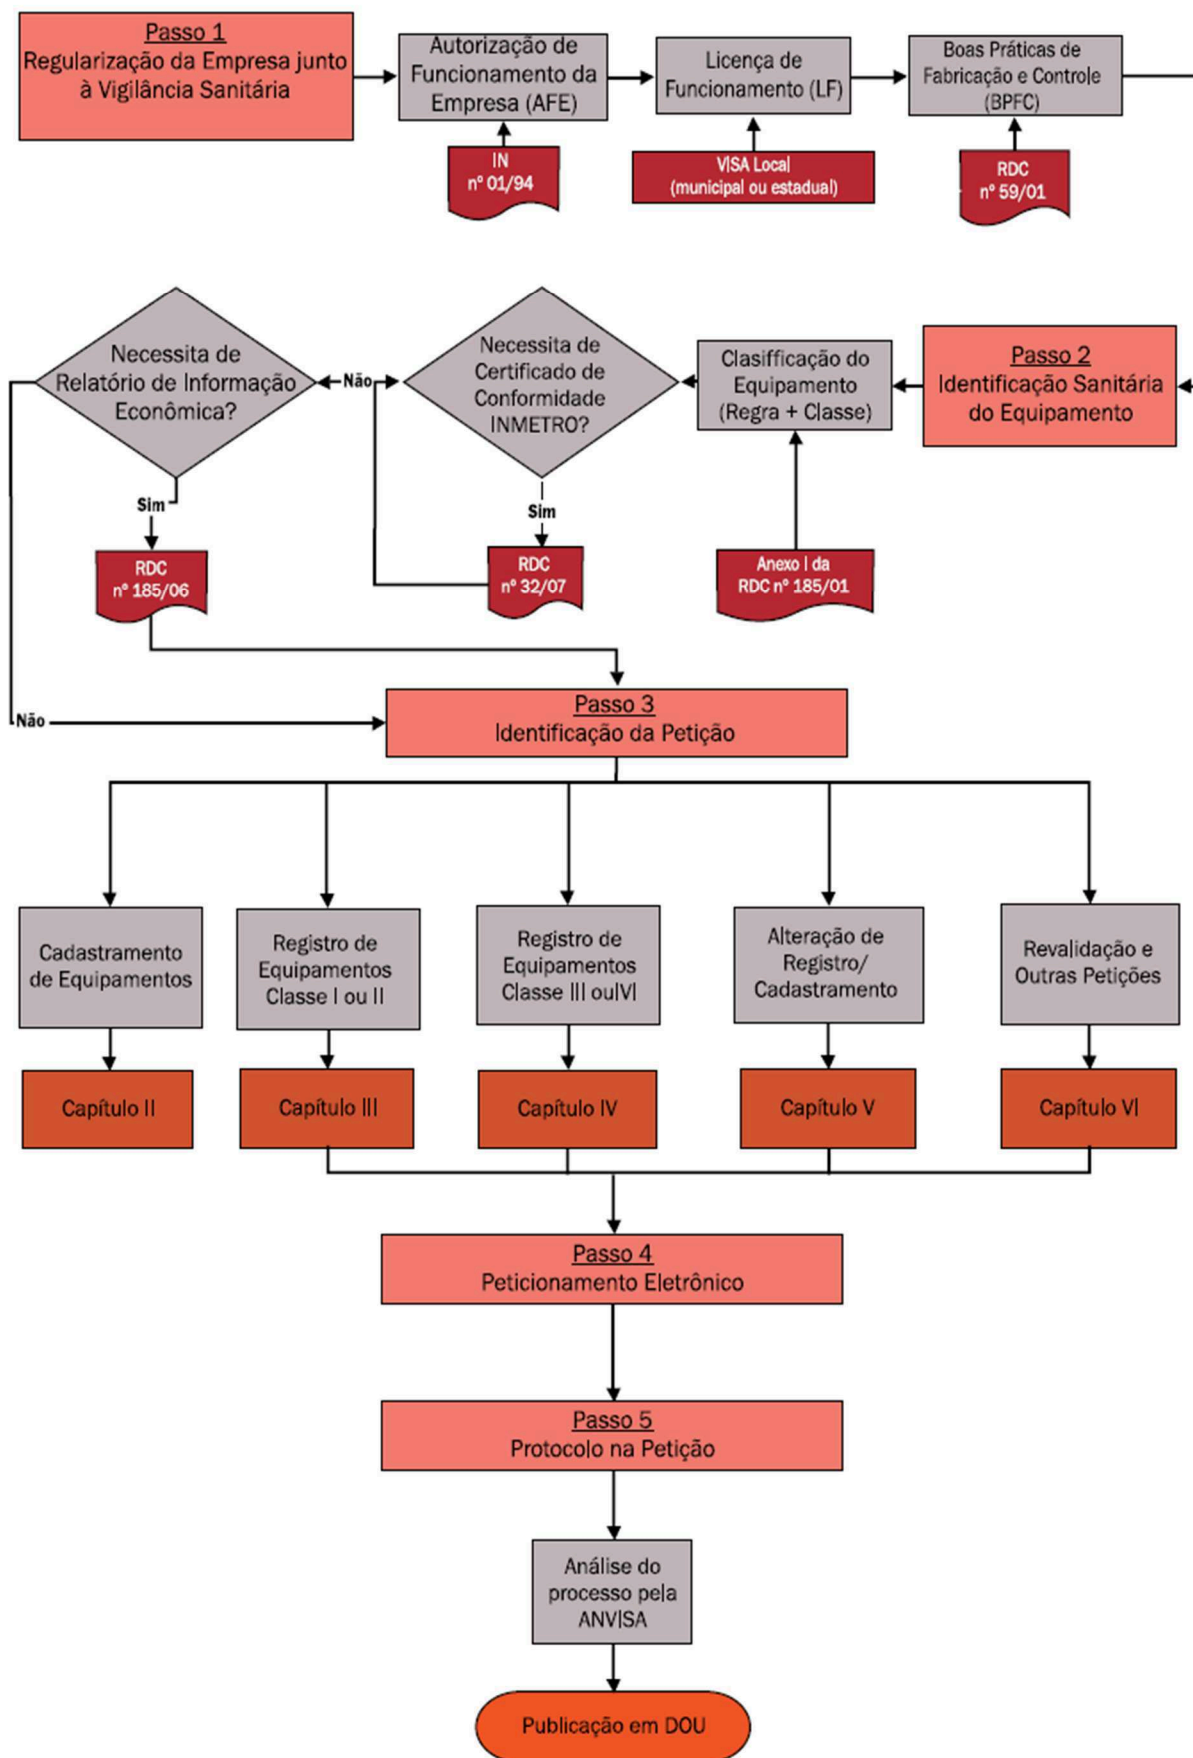 Passo 1
Regularização da Empresa junto
à Vigilância Sanitária
Autorização de
Funcionamento da
Empresa (AFE)
Licença de
Funcionamento (LF)
Boas Práticas de
Fabricação e Controle
(BPFC)
IN
nº 01/94
VISA Local
(municipal ou estadual)
RDC
nº 59/01
Necessita de
Relatório de Informação
Econômica?
Não
Necessita de
Certificado de
Conformidade
INMETRO?
Clasifficação do
Equipamento
(Regra + Classe)
Passo 2
Identificação Sanitária
do Equipamento
Sim
Sim
RDC
nº 185/06
RDC
nº 32/07
Anexo I da
RDC nº 185/01
Não
Passo 3
Identificação da Petição
Cadastramento
de Equipamentos
Registro de
Equipamentos
Classe I ou II
Registro de
Equipamentos
Classe III ouIVI
Alteração de
Registro/
Cadastramento
Revalidação e
Outras Petições
Capítulo II
Capítulo III
Capítulo IV
Capítulo V
Capítulo VI
Passo 4
Peticionamento Eletrônico
Passo 5
Protocolo na Petição
Análise do
processo pela
ANVISA
Publicação em DOU